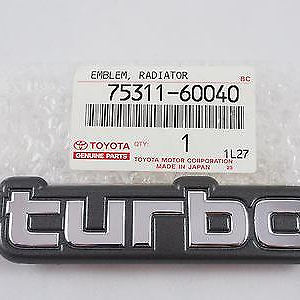 EMBLEM, RADIATOR
BC
75311-60040
TOYOTA
GENUINE PARTS
QTY:
1
1L27
TOYOTA MOTOR CORPORATION
MADE IN JAPAN
turbo